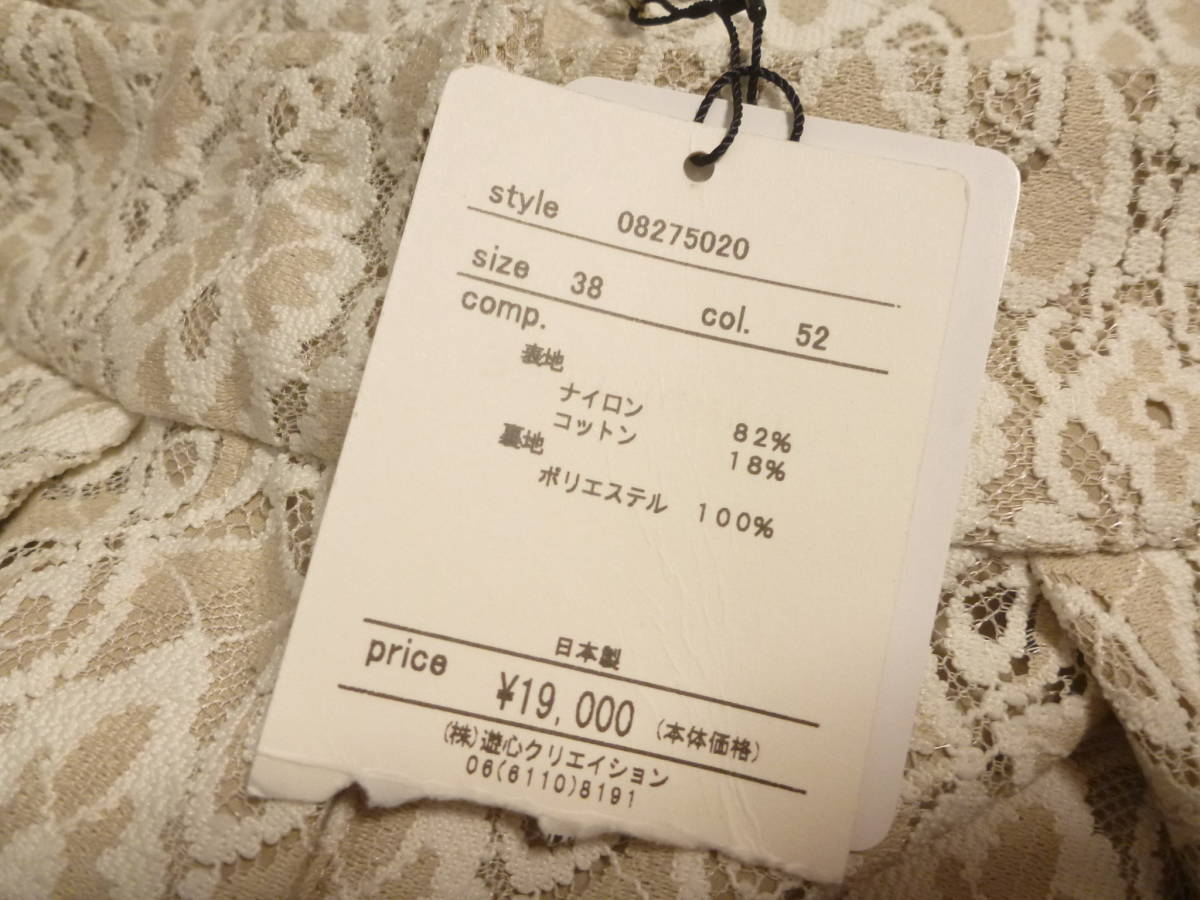 style 08275020
size 38 col. 52
comp.
表地
ナイロン 82%
コットン 18%
裏地
ポリエステル 100%
日本製
price ¥19,000 (本体価格)
(株)遊心クリエイション
06(6110)8191